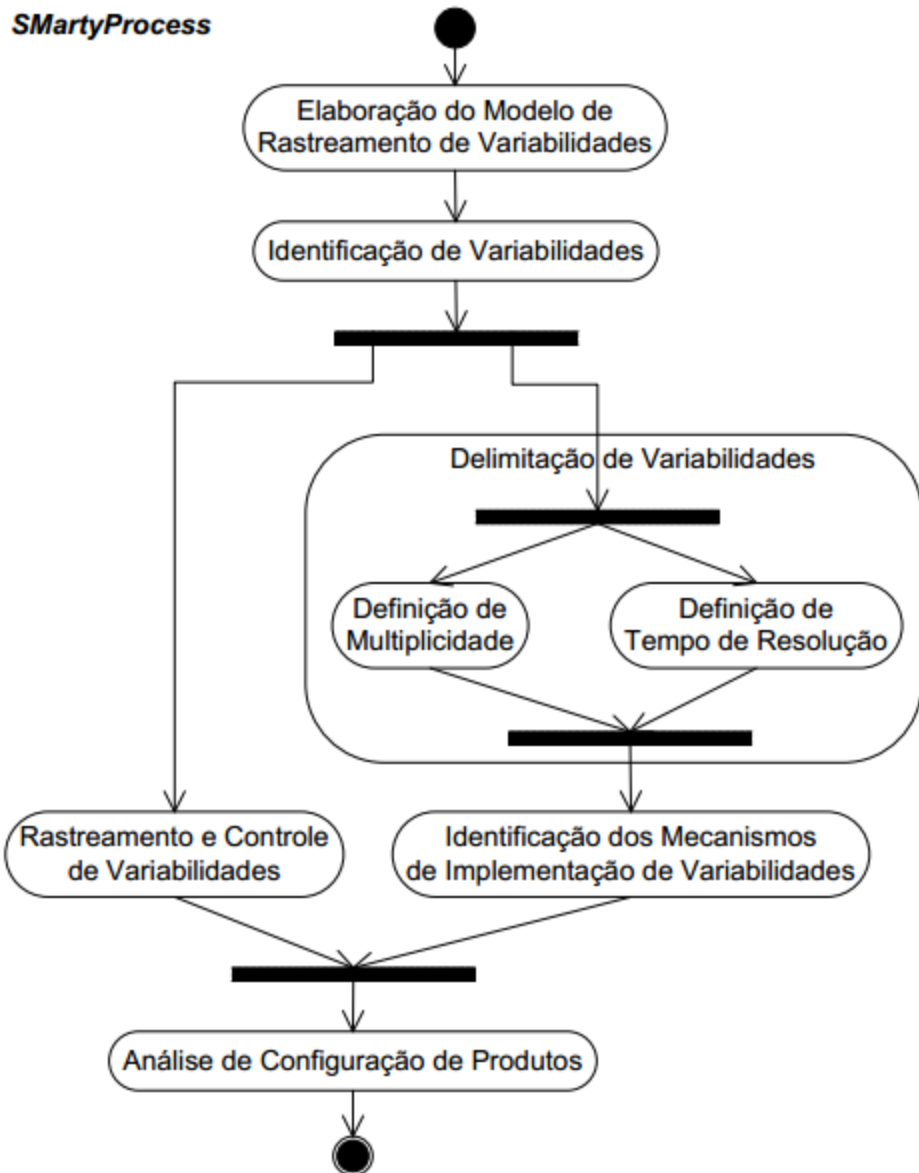 SMartyProcess
Elaboração do Modelo de
Rastreamento de Variabilidades
Identificação de Variabilidades
Delimitação de Variabilidades
Definição de
Multiplicidade
Definição de
Tempo de Resolução
Rastreamento e Controle
de Variabilidades
Identificação dos Mecanismos
de Implementação de Variabilidades
Análise de Configuração de Produtos